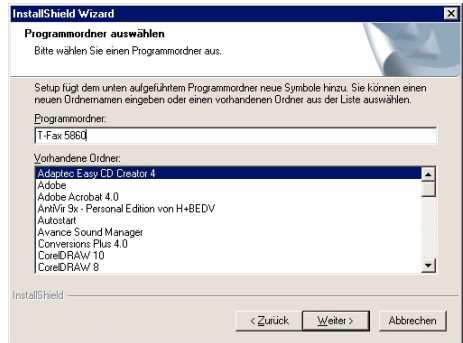 InstallShield Wizard
Programmordner auswählen
Bitte wählen Sie einen Programmordner aus.
Setup fügt dem unten aufgeführtem Programmordner neue Symbole hinzu. Sie können einen
neuen Ordnernamen eingeben oder einen vorhandenen Ordner aus der Liste auswählen.
Programmordner:
T-Fax 5860
Vorhandene Ordner:
Adaptec Easy CD Creator 4
Adobe
Adobe Acrobat 4.0
AntiVir 9x - Personal Edition von H+BEDV
Autostart
Avance Sound Manager
Conversions Plus 4.0
CorelDRAW 10
CorelDRAW 8
InstallShield
< Zurück Weiter > Abbrechen